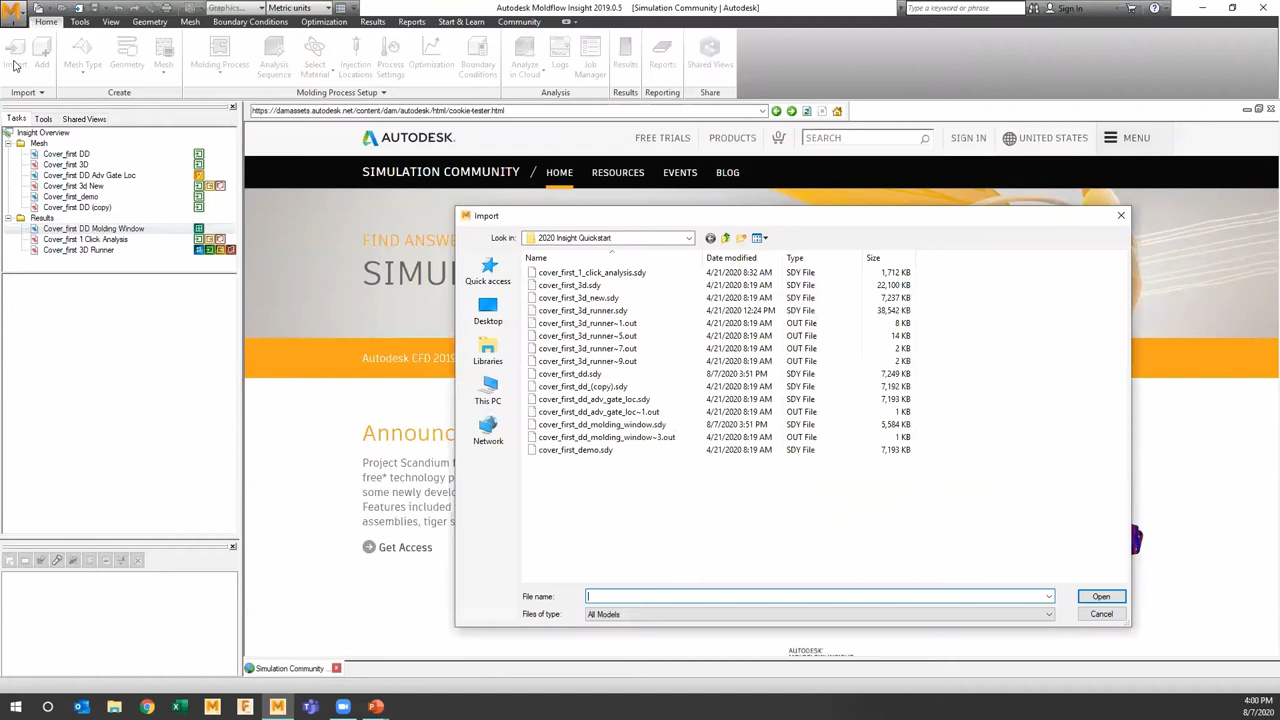 Graphics...
Metric units
Autodesk Moldflow Insight 2019.0.5 [Simulation Community | Autodesk]
Type a keyword or phrase
Sign In
Home Tools View Geometry Mesh Boundary Conditions Optimization Results Reports Start & Learn Community
Import Add Mesh Type Geometry Mesh Molding Process Analysis Sequence Select Material Injection Locations Process Settings Optimization Boundary Conditions Analyze in Cloud Logs Job Manager Results Reports Shared Views
Import Create Molding Process Setup Analysis Results Reporting Share
Tasks Tools Shared Views
Insight Overview
Mesh
Cover_first DD
Cover_first 3D
Cover_first DD Adv Gate Loc
Cover_first 3d New
Cover_first_demo
Cover_first DD (copy)
Results
Cover_first DD Molding Window
Cover_first 1 Click Analysis
Cover_first 3D Runner
https://damassets.autodesk.net/content/dam/autodesk/html/cookie-tester.html
AUTODESK.
FREE TRIALS PRODUCTS SEARCH SIGN IN UNITED STATES MENU
SIMULATION COMMUNITY / HOME RESOURCES EVENTS BLOG
FIND ANSWE
SIMU
Autodesk CFD 2019
Announc
Project Scandium
free* technology p
some newly develo
Features included
assemblies, tiger s
Get Access
Import
Look in: 2020 Insight Quickstart
Quick access
Desktop
Libraries
This PC
Network
Name Date modified Type Size
cover_first_1_click_analysis.sdy 4/21/2020 8:32 AM SDY File 1,712 KB
cover_first_3d.sdy 4/21/2020 8:19 AM SDY File 22,100 KB
cover_first_3d_new.sdy 4/21/2020 8:19 AM SDY File 7,237 KB
cover_first_3d_runner.sdy 4/21/2020 12:24 PM SDY File 38,542 KB
cover_first_3d_runner~1.out 4/21/2020 8:19 AM OUT File 8 KB
cover_first_3d_runner~5.out 4/21/2020 8:19 AM OUT File 14 KB
cover_first_3d_runner~7.out 4/21/2020 8:19 AM OUT File 2 KB
cover_first_3d_runner~9.out 4/21/2020 8:19 AM OUT File 2 KB
cover_first_dd.sdy 8/7/2020 3:51 PM SDY File 7,249 KB
cover_first_dd_(copy).sdy 4/21/2020 8:19 AM SDY File 7,192 KB
cover_first_dd_adv_gate_loc.sdy 4/21/2020 8:19 AM SDY File 7,193 KB
cover_first_dd_adv_gate_loc~1.out 4/21/2020 8:19 AM OUT File 1 KB
cover_first_dd_molding_window.sdy 8/7/2020 3:51 PM SDY File 5,584 KB
cover_first_dd_molding_window~3.out 4/21/2020 8:19 AM OUT File 1 KB
cover_first_demo.sdy 4/21/2020 8:19 AM SDY File 7,193 KB
File name: Open
Files of type: All Models Cancel
Simulation Community
4:00 PM
8/7/2020